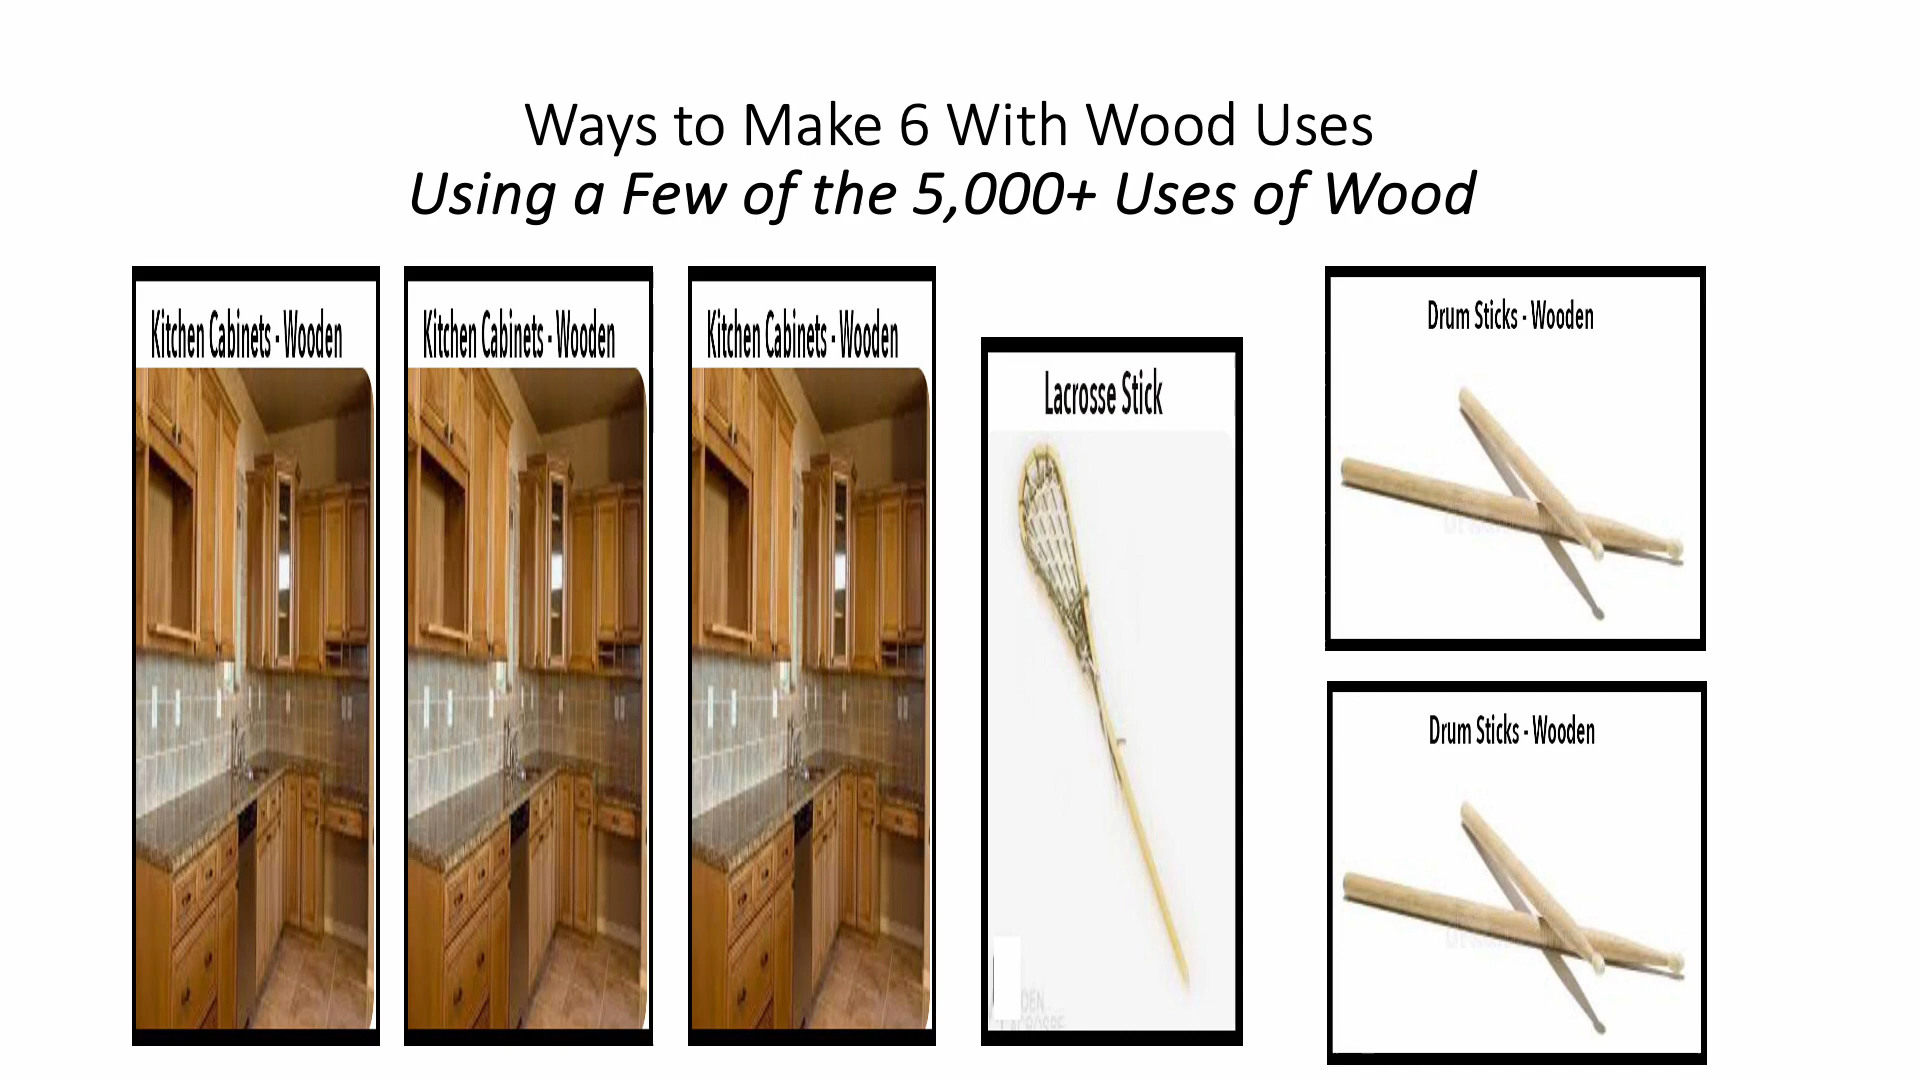 Ways to Make 6 With Wood Uses
Using a Few of the 5,000+ Uses of Wood
Kitchen Cabinets - Wooden
Kitchen Cabinets - Wooden
Kitchen Cabinets - Wooden
Lacrosse Stick
Drum Sticks - Wooden
Drum Sticks - Wooden